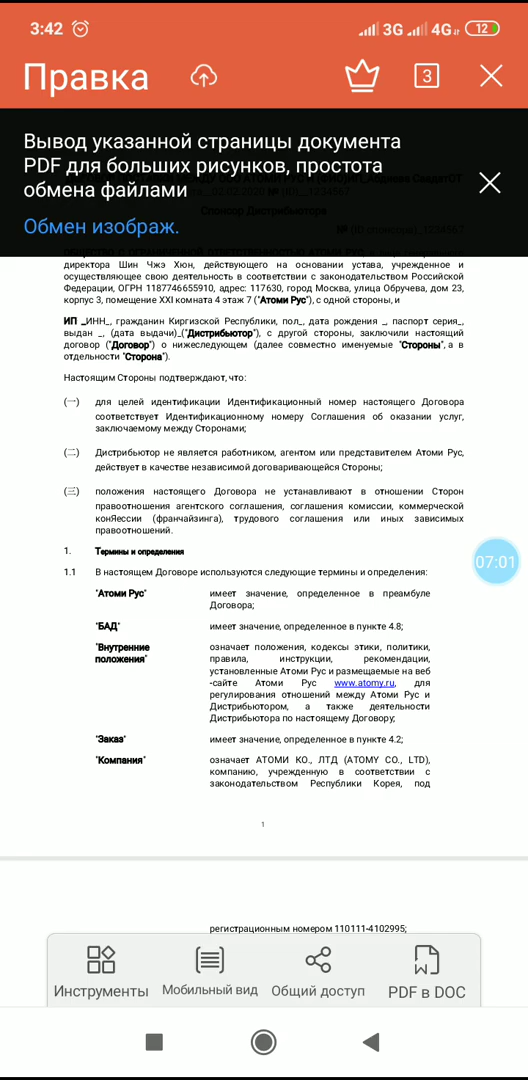 3:42
3G 4G 12
Правка
3
Вывод указанной страницы документа
PDF для больших рисунков, простота
обмена файлами
Обмен изображ.
Спонсор Дистрибьютора
№ (ID спонсора)_1234567
ОБЩЕСТВО С ОГРАНИЧЕННОЙ ОТВЕТСТВЕННОСТЬЮ АТОМИ РУС
директора Шин Чжэ Хюн, действующего на основании устава, учрежденное и
осуществляющее свою деятельность в соответствии с законодательством Российской
Федерации, ОГРН 1187746655910, адрес: 117630, город Москва, улица Обручева, дом 23,
корпус 3, помещение XXI комната 4 этаж 7 ("Атоми Рус"), с одной стороны, и
ИП _ИНН_, гражданин Киргизской Республики, пол_, дата рождения _, паспорт серия_,
выдан _, (дата выдачи)_("Дистрибьютор"), с другой стороны, заключили настоящий
договор ("Договор") о нижеследующем (далее совместно именуемые "Стороны", а в
отдельности "Сторона").
Настоящим Стороны подтверждают, что:
(一) для целей идентификации Идентификационный номер настоящего Договора
соответствует Идентификационному номеру Соглашения об оказании услуг,
заключаемому между Сторонами;
(二) Дистрибьютор не является работником, агентом или представителем Атоми Рус,
действует в качестве независимой договаривающейся Стороны;
(三) положения настоящего Договора не устанавливают в отношении Сторон
правоотношения агентского соглашения, соглашения комиссии, коммерческой
конЯессии (франчайзинга), трудового соглашения или иных зависимых
правоотношений.
1. Термины и определения
1.1 В настоящем Договоре используются следующие термины и определения:
"Атоми Рус" имеет значение, определенное в преамбуле
Договора;
"БАД" имеет значение, определенное в пункте 4.8;
"Внутренние означает положения, кодексы этики, политики,
положения" правила, инструкции, рекомендации,
установленные Атоми Рус и размещаемые на веб
-сайте Атоми Рус www.atomy.ru, для
регулирования отношений между Атоми Рус и
Дистрибьютором, а также деятельности
Дистрибьютора по настоящему Договору;
"Заказ" имеет значение, определенное в пункте 4.2;
"Компания" означает АТОМИ КО., ЛТД (ATOMY CO., LTD),
компанию, учрежденную в соответствии с
законодательством Республики Корея, под
07:01
1
регистрационным номером 110111-4102995;
Инструменты
Мобильный вид
Общий доступ
PDF в DOC